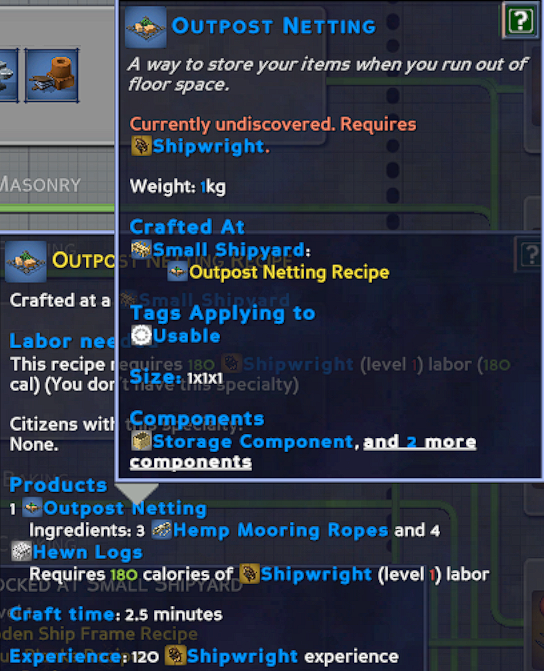 Outpost Netting
?
A way to store your items when you run out of
floor space.
Currently undiscovered. Requires
Shipwright.
Weight: 1kg
Crafted At
Small Shipyard:
Outpost Netting Recipe
Tags Applying to
Usable
Size: 1x1x1
Components
Storage Component, and 2 more
components
Masonry
Outpost Netting Recipe
?
Crafted at a Small Shipyard
Labor nee
This recipe requires 180 Shipwright (level 1) labor (180
cal) (You don't have this specialty)
Citizens with this specialty:
None.
Products
1 Outpost Netting
Ingredients: 3 Hemp Mooring Ropes and 4
Hewn Logs
Requires 180 calories of Shipwright (level 1) labor
ocked at Small Shipyard
Craft time: 2.5 minutes
den Ship Frame Recipe
Experience: 120 Shipwright experience